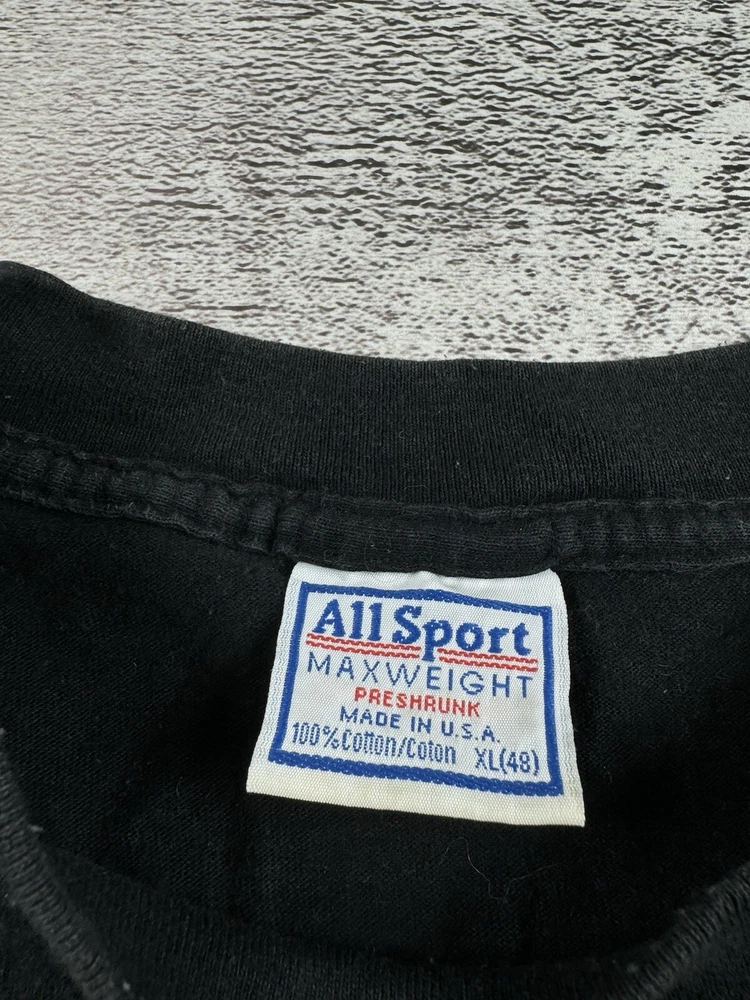 All Sport
MAXWEIGHT
PRESHRUNK
MADE IN U.S.A.
100% Cotton/Coton XL(48)